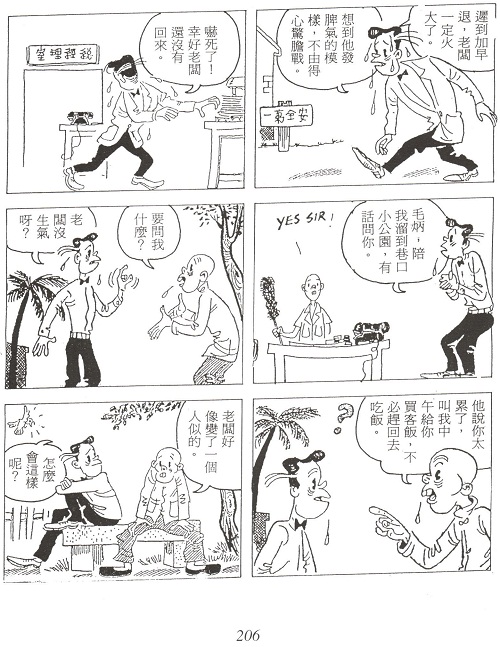 遲到加早
退，老闆
一定火
大了。
想到他發
脾氣的模
樣，不由得
心驚膽戰。
安全第一
嚇死了！
幸好老闆
還沒有
回來。
總經理室
毛炳，陪
我溜到巷口
小公園，有
話問你。
YES SIR!
要問我
什麼？
老
闆沒
生氣
呀？
他說你太
累了，
叫我中
午給你
買客飯，不
必趕回去
吃飯。
?
老闆好
像變了一個
人似的。
怎麼
會這樣
呢？
206